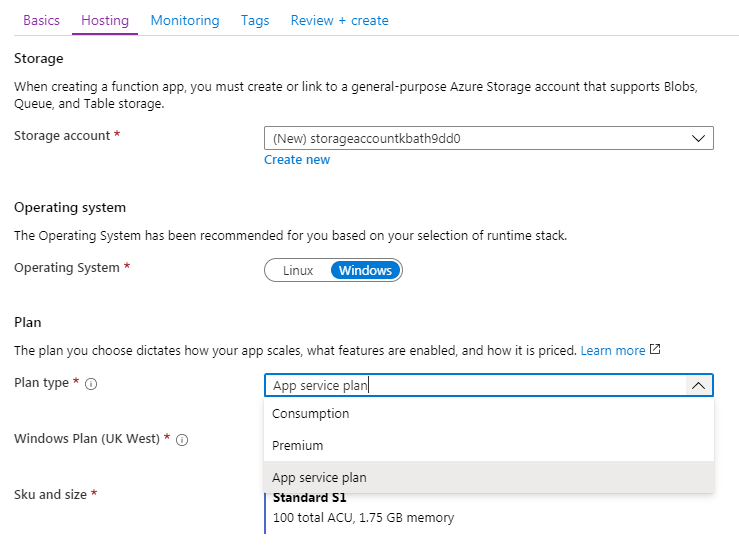 Basics Hosting Monitoring Tags Review + create
Storage
When creating a function app, you must create or link to a general-purpose Azure Storage account that supports Blobs,
Queue, and Table storage.
Storage account * (New) storageaccountkbath9dd0
Create new
Operating system
The Operating System has been recommended for you based on your selection of runtime stack.
Operating System * Linux Windows
Plan
The plan you choose dictates how your app scales, what features are enabled, and how it is priced. Learn more
Plan type * App service plan
Consumption
Windows Plan (UK West) *
Premium
App service plan
Sku and size * Standard S1
100 total ACU, 1.75 GB memory